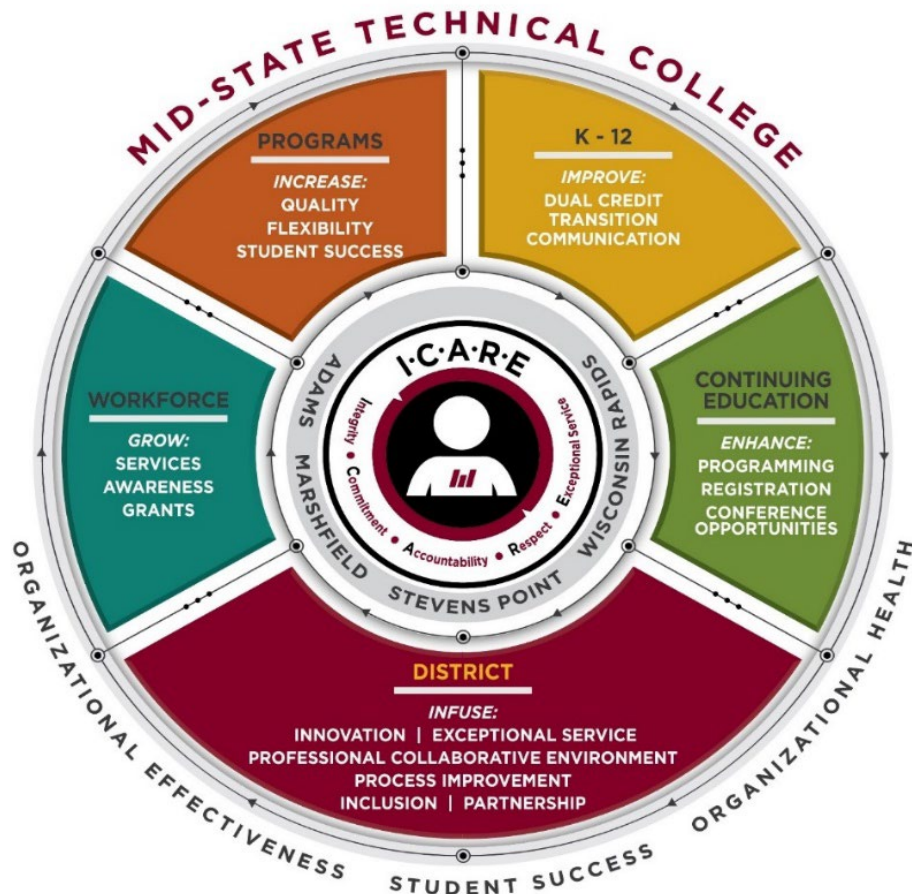 MID-STATE TECHNICAL COLLEGE
PROGRAMS
INCREASE:
QUALITY
FLEXIBILITY
STUDENT SUCCESS
K - 12
IMPROVE:
DUAL CREDIT
TRANSITION
COMMUNICATION
WORKFORCE
GROW:
SERVICES
AWARENESS
GRANTS
I·C·A·R·E
Integrity • Commitment • Accountability • Respect • Exceptional Service
ADAMS
MARSHFIELD
STEVENS POINT
WISCONSIN RAPIDS
CONTINUING
EDUCATION
ENHANCE:
PROGRAMMING
REGISTRATION
CONFERENCE
OPPORTUNITIES
DISTRICT
INFUSE:
INNOVATION | EXCEPTIONAL SERVICE
PROFESSIONAL COLLABORATIVE ENVIRONMENT
PROCESS IMPROVEMENT
INCLUSION | PARTNERSHIP
ORGANIZATIONAL EFFECTIVENESS
STUDENT SUCCESS
ORGANIZATIONAL HEALTH